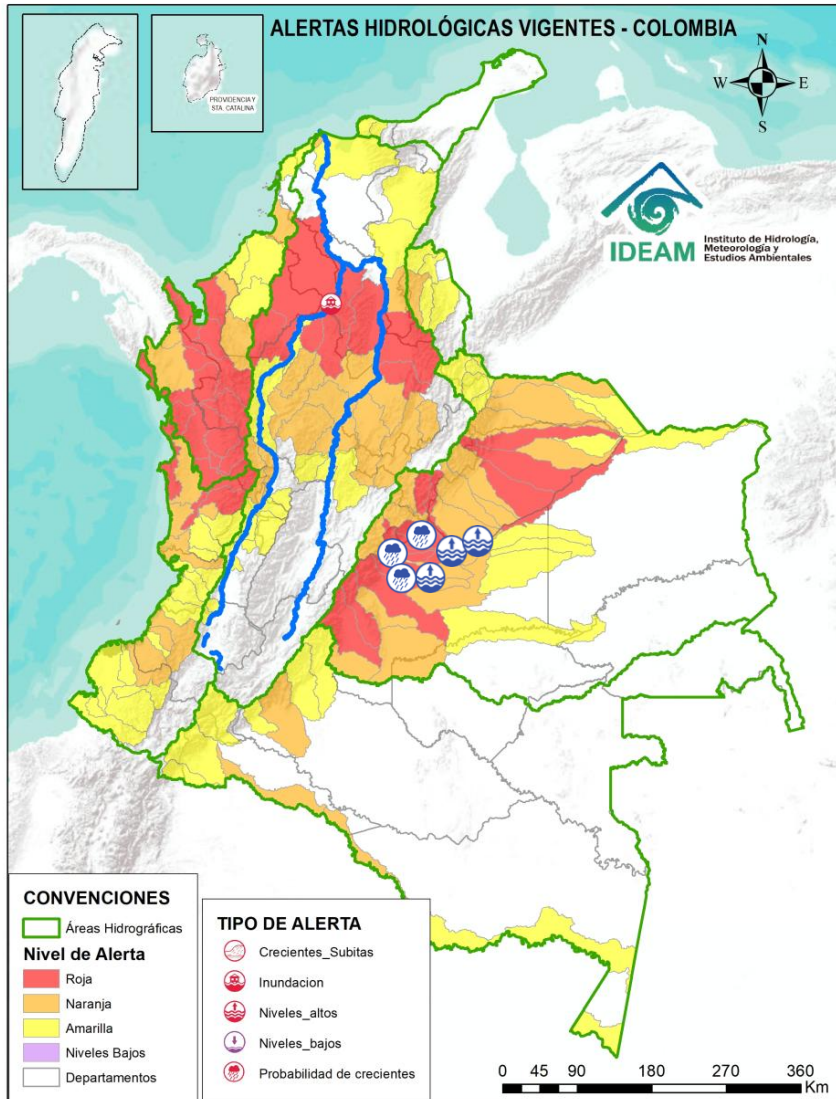 ALERTAS HIDROLÓGICAS VIGENTES - COLOMBIA
PROVIDENCIA Y
STA. CATALINA
N
W
E
S
IDEAM
Instituto de Hidrología,
Meteorología y
Estudios Ambientales
CONVENCIONES
Áreas Hidrográficas
Nivel de Alerta
Roja
Naranja
Amarilla
Niveles Bajos
Departamentos
TIPO DE ALERTA
Crecientes_Subitas
Inundacion
Niveles_altos
Niveles_bajos
Probabilidad de crecientes
0 45 90 180 270 360
Km